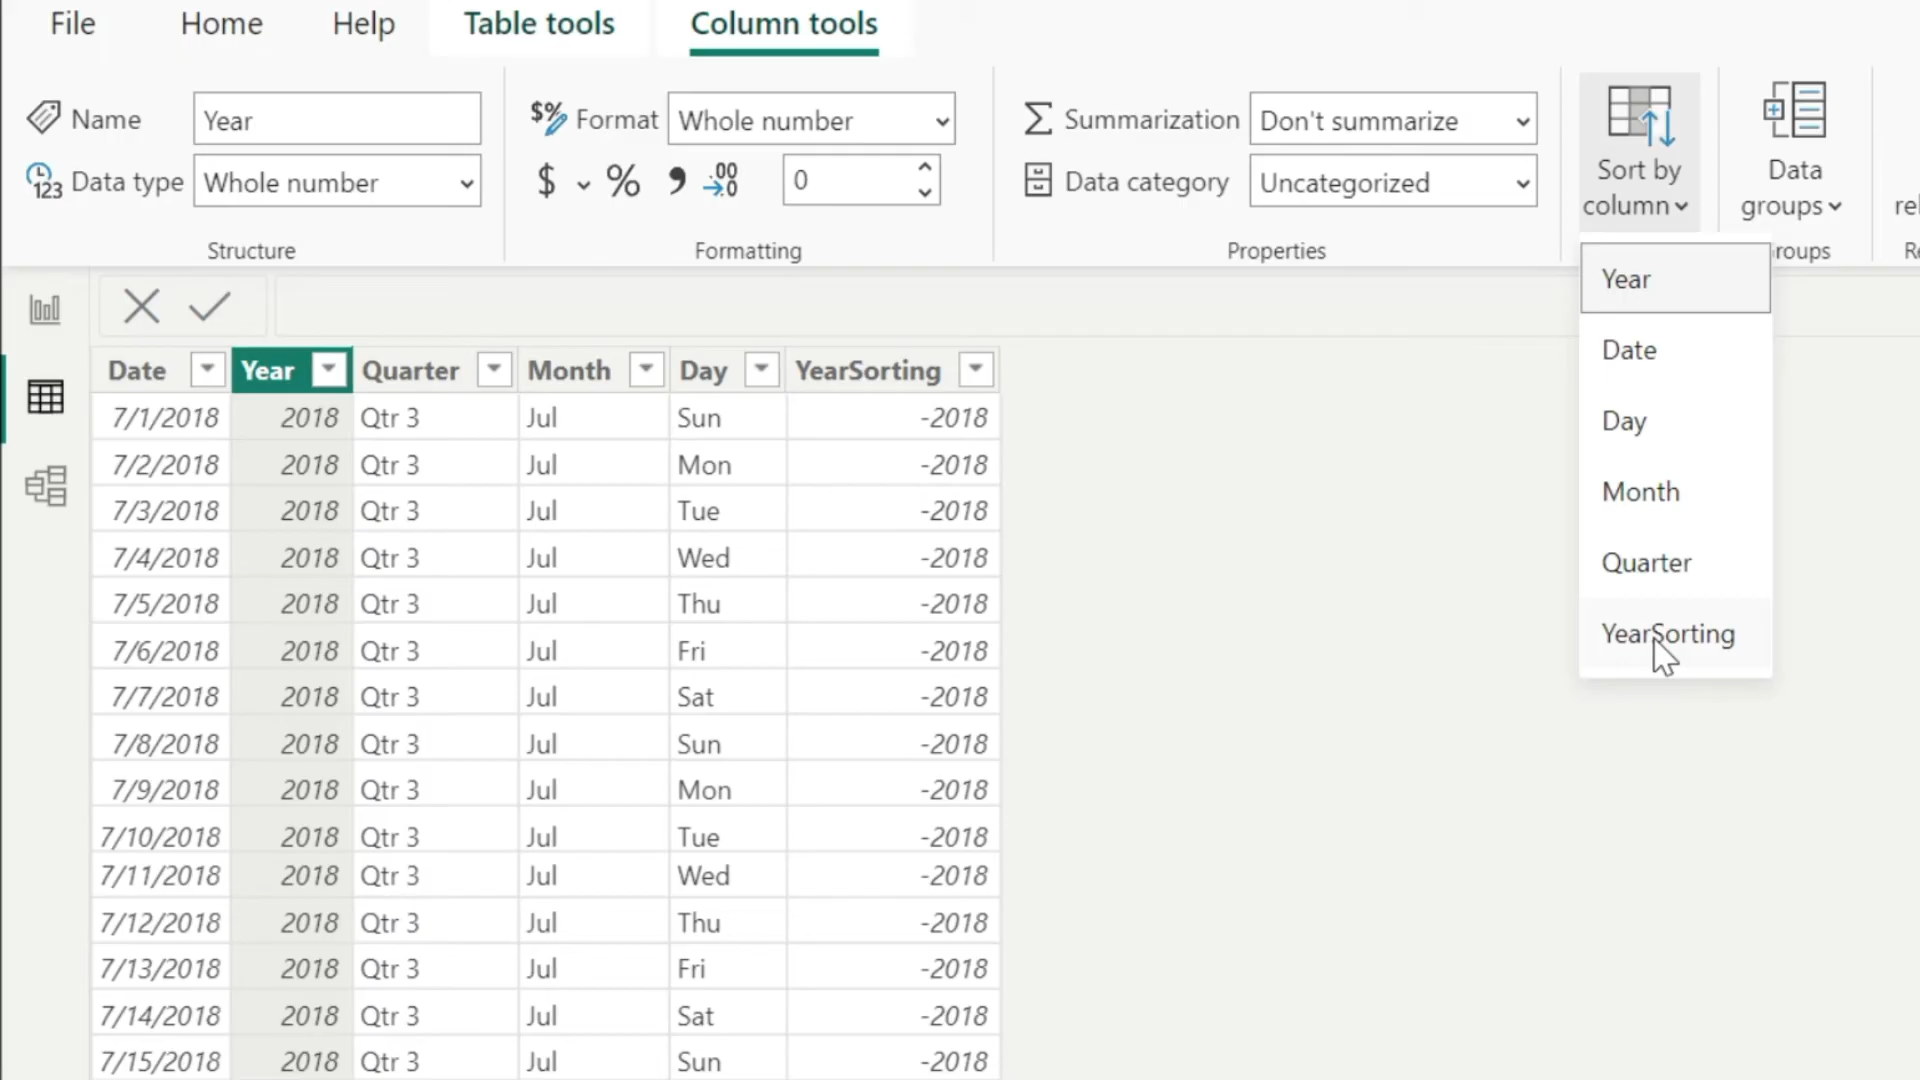 File Home Help Table tools Column tools
Name Year
Data type Whole number
Structure
$% Format Whole number
$ % , .00 →.0 0
Formatting
Summarization Don't summarize
Data category Uncategorized
Properties
Sort by
column
Data
groups
roups
Year
Date
Day
Month
Quarter
YearSorting
Date Year Quarter Month Day YearSorting
7/1/2018 2018 Qtr 3 Jul Sun -2018
7/2/2018 2018 Qtr 3 Jul Mon -2018
7/3/2018 2018 Qtr 3 Jul Tue -2018
7/4/2018 2018 Qtr 3 Jul Wed -2018
7/5/2018 2018 Qtr 3 Jul Thu -2018
7/6/2018 2018 Qtr 3 Jul Fri -2018
7/7/2018 2018 Qtr 3 Jul Sat -2018
7/8/2018 2018 Qtr 3 Jul Sun -2018
7/9/2018 2018 Qtr 3 Jul Mon -2018
7/10/2018 2018 Qtr 3 Jul Tue -2018
7/11/2018 2018 Qtr 3 Jul Wed -2018
7/12/2018 2018 Qtr 3 Jul Thu -2018
7/13/2018 2018 Qtr 3 Jul Fri -2018
7/14/2018 2018 Qtr 3 Jul Sat -2018
7/15/2018 2018 Qtr 3 Jul Sun -2018